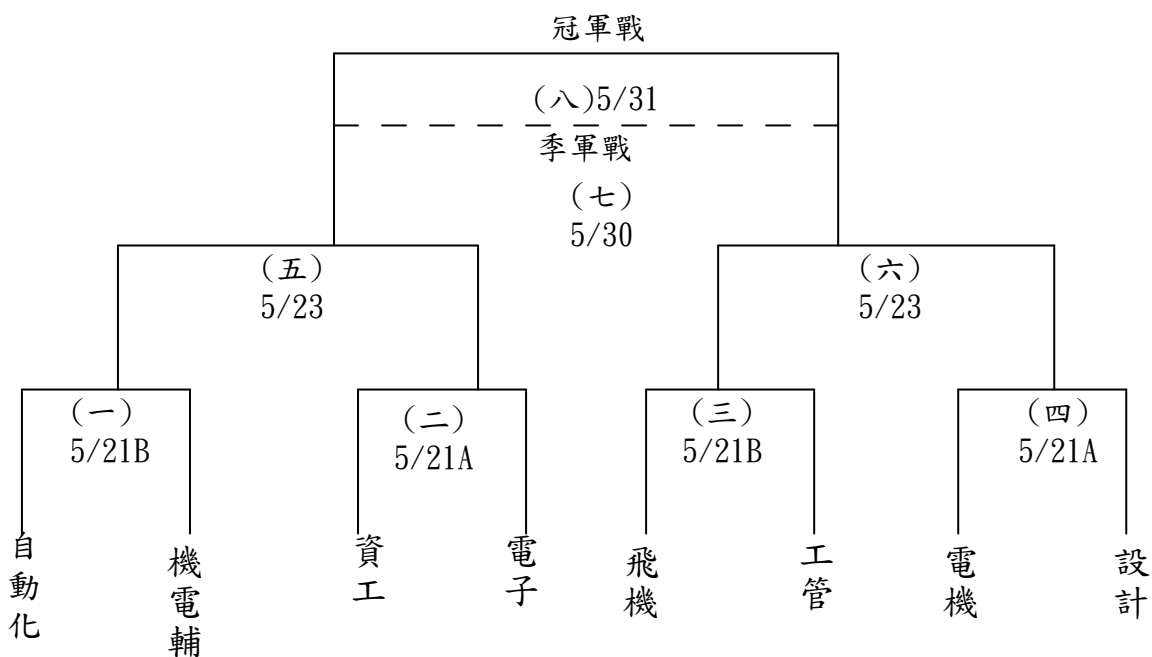 冠軍戰
(八)5/31
季軍戰
(七)
5/30
(五)
5/23
(六)
5/23
(一)
5/21B
(二)
5/21A
(三)
5/21B
(四)
5/21A
自動化
機電輔
資工
電子
飛機
工管
電機
設計